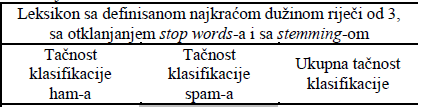 Leksikon sa definisanom najkraćom dužinom riječi od 3,
sa otklanjanjem stop words-a i sa stemming-om
Tačnost
klasifikacije
ham-a
Tačnost
klasifikacije
spam-a
Ukupna tačnost
klasifikacije